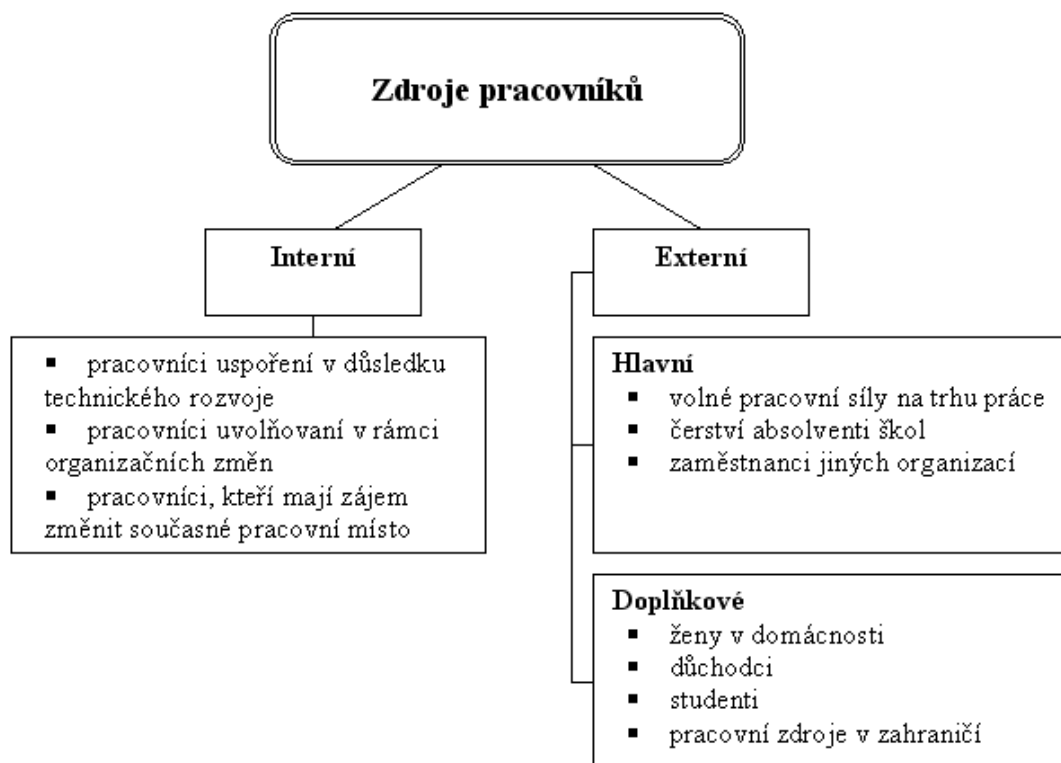 Zdroje pracovníků
Interní
Externí
▪ pracovníci uspoření v důsledku
technického rozvoje
▪ pracovníci uvolňovaní v rámci
organizačních změn
▪ pracovníci, kteří mají zájem
změnit současné pracovní místo
Hlavní
▪ volné pracovní síly na trhu práce
▪ čerství absolventi škol
▪ zaměstnanci jiných organizací
Doplňkové
▪ ženy v domácnosti
▪ důchodci
▪ studenti
▪ pracovní zdroje v zahraničí